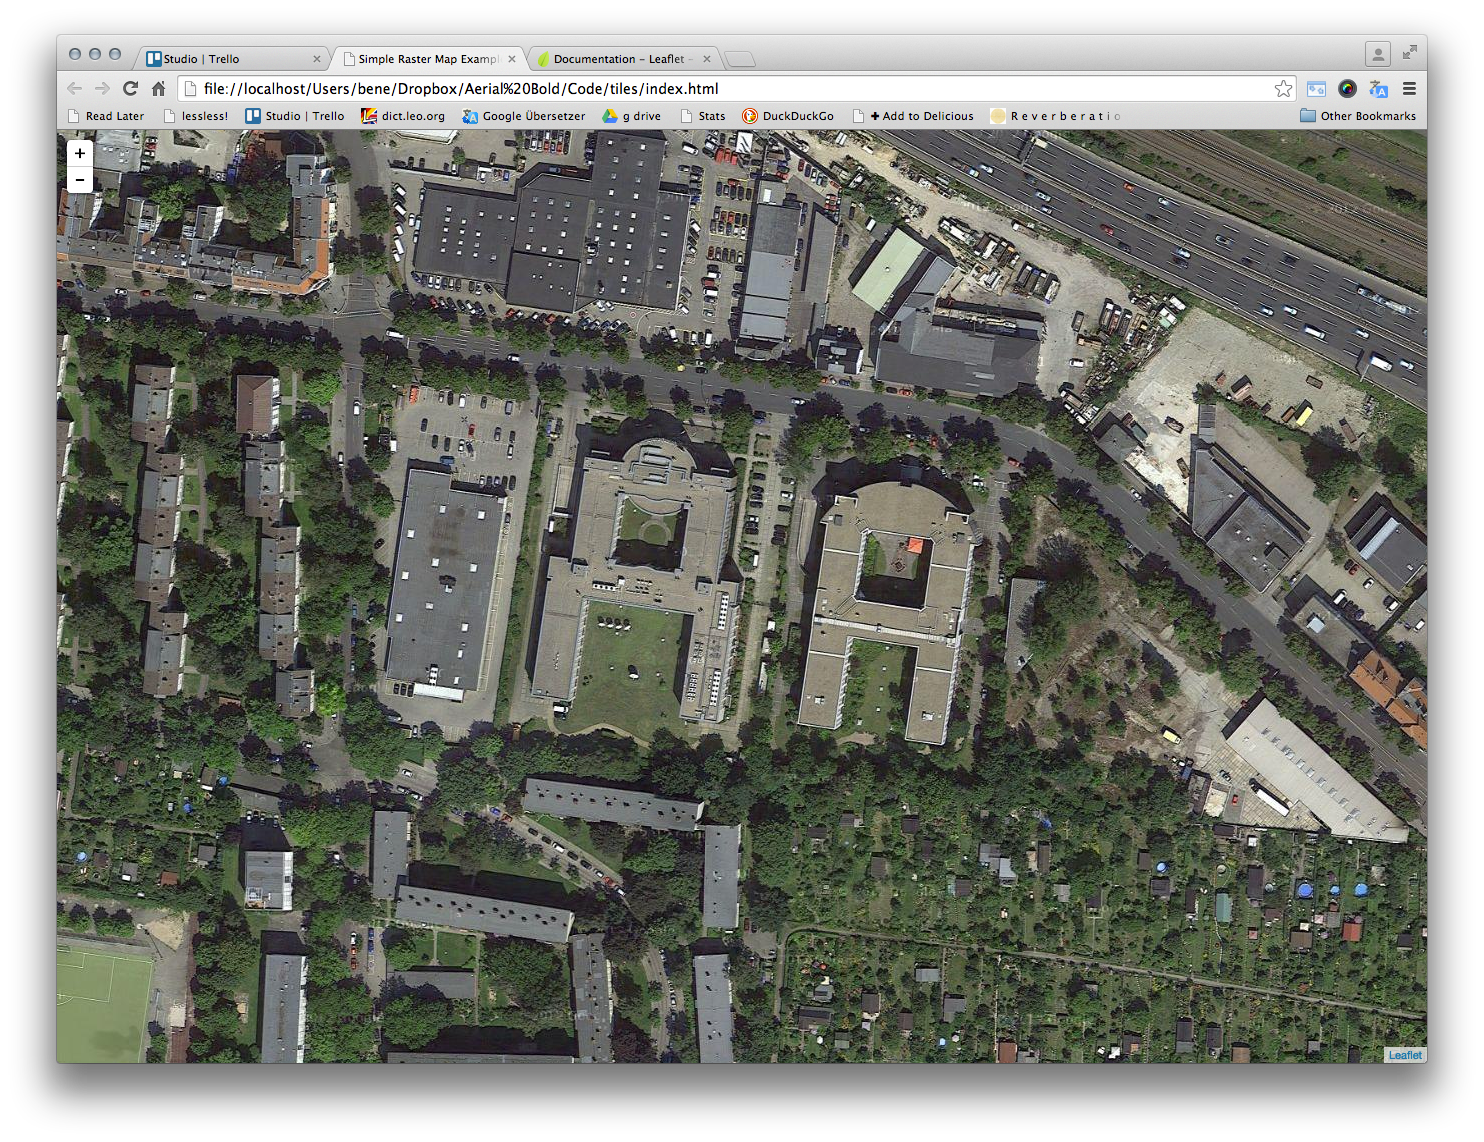 Studio | Trello
Simple Raster Map Exampl
Documentation – Leaflet –
file://localhost/Users/bene/Dropbox/Aerial%20Bold/Code/tiles/index.html
Read Later
lessless!
Studio | Trello
dict.leo.org
Google Übersetzer
g drive
Stats
DuckDuckGo
+ Add to Delicious
Reverberatio
Other Bookmarks
+
−
Leaflet